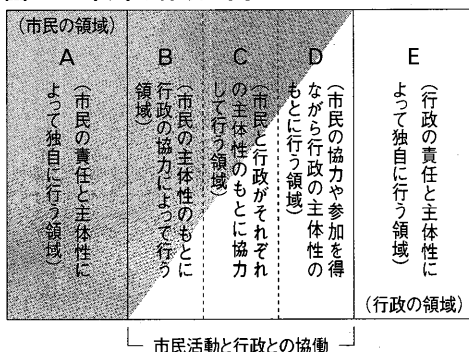 (市民の領域)
A
(市民の責任と主体性に
よって独自に行う領域)
B
(市民の主体性のもとに
行政の協力によって行う
領域)
C
(市民と行政がそれぞれ
の主体性のもとに協力
して行う領域)
D
(市民の協力や参加を得
ながら行政の主体性の
もとに行う領域)
E
(行政の責任と主体性に
よって独自に行う領域)
(行政の領域)
市民活動と行政との協働